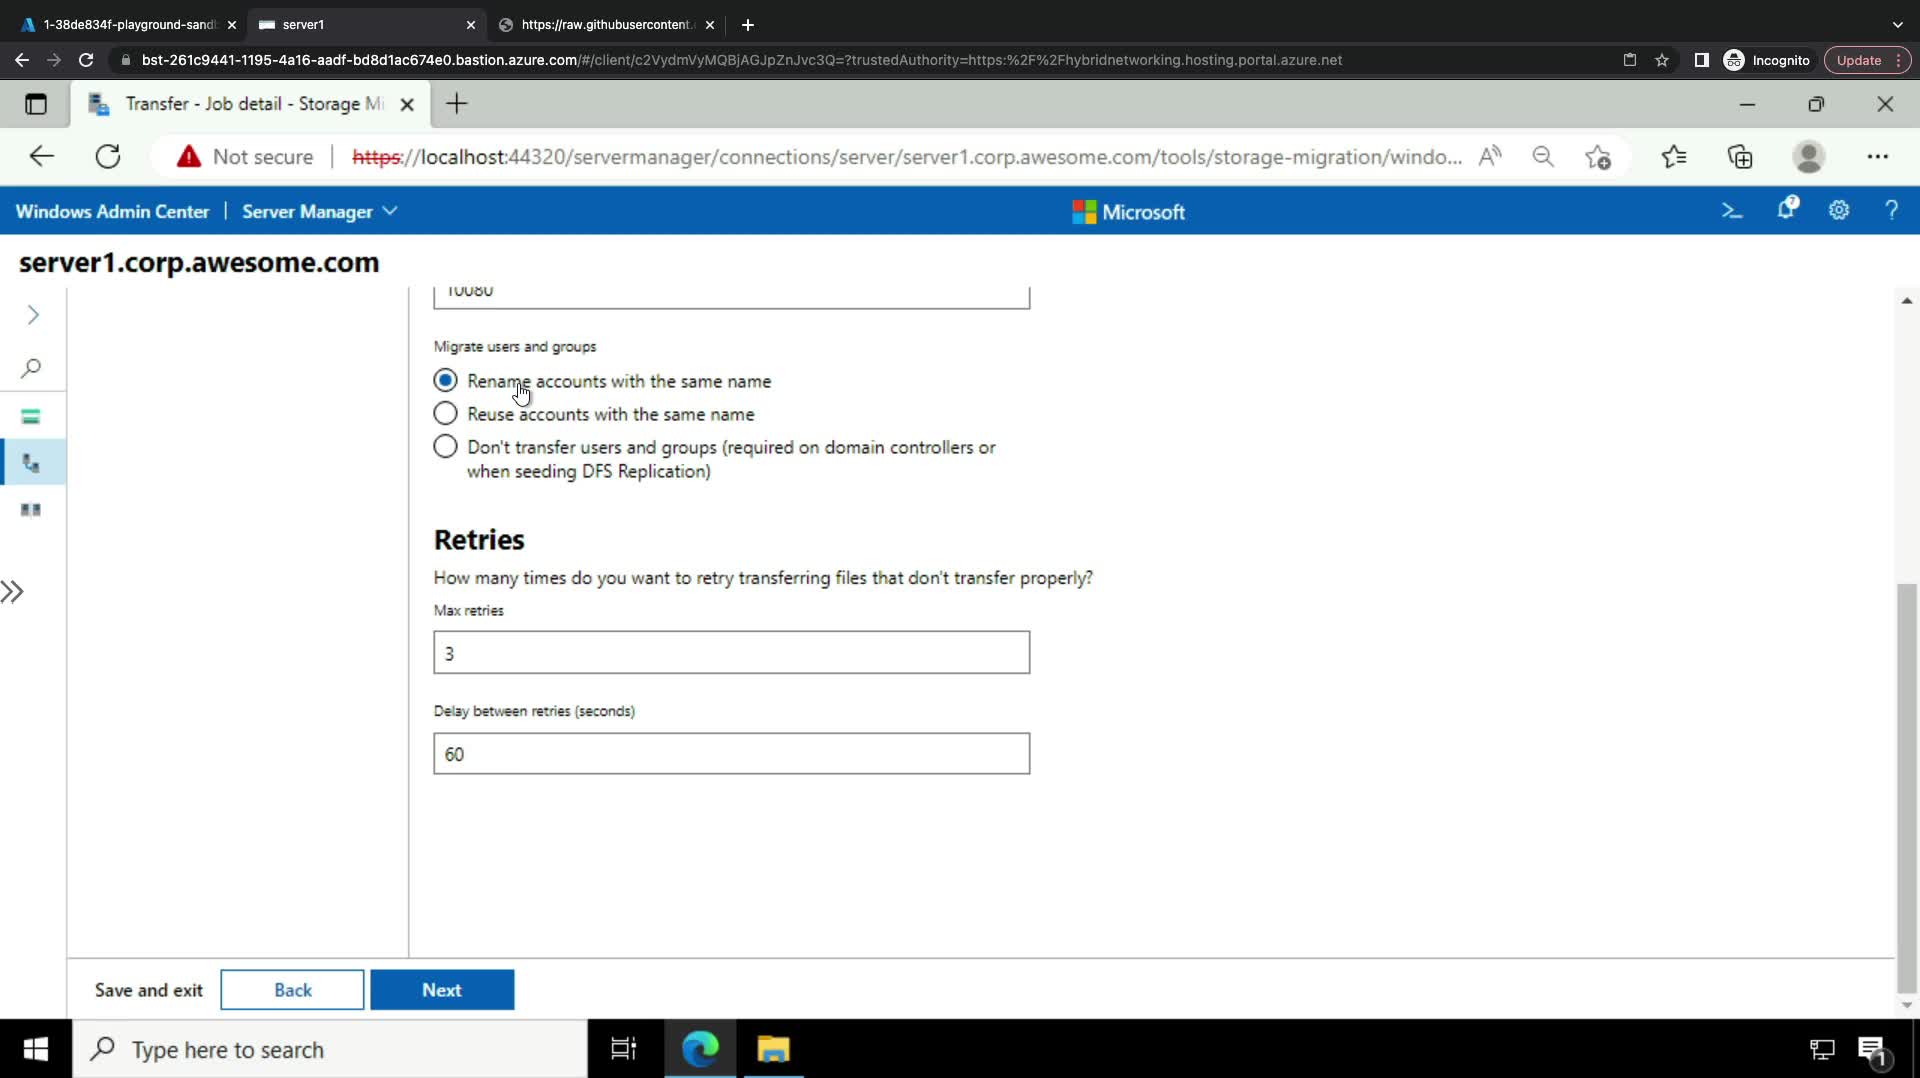 1-38de834f-playground-sandb
server1
https://raw.githubusercontent.
bst-261c9441-1195-4a16-aadf-bd8d1ac674e0.bastion.azure.com/#/client/c2VydmVyMQBjAGJpZnJvc3Q=?trustedAuthority=https:%2F%2Fhybridnetworking.hosting.portal.azure.net
Incognito
Update
Transfer - Job detail - Storage Mi
Not secure
https://localhost:44320/servermanager/connections/server/server1.corp.awesome.com/tools/storage-migration/windo...
Windows Admin Center
Server Manager
Microsoft
7
?
server1.corp.awesome.com
10080
Migrate users and groups
Rename accounts with the same name
Reuse accounts with the same name
Don't transfer users and groups (required on domain controllers or
when seeding DFS Replication)
Retries
How many times do you want to retry transferring files that don't transfer properly?
Max retries
3
Delay between retries (seconds)
60
Save and exit
Back
Next
Type here to search
1